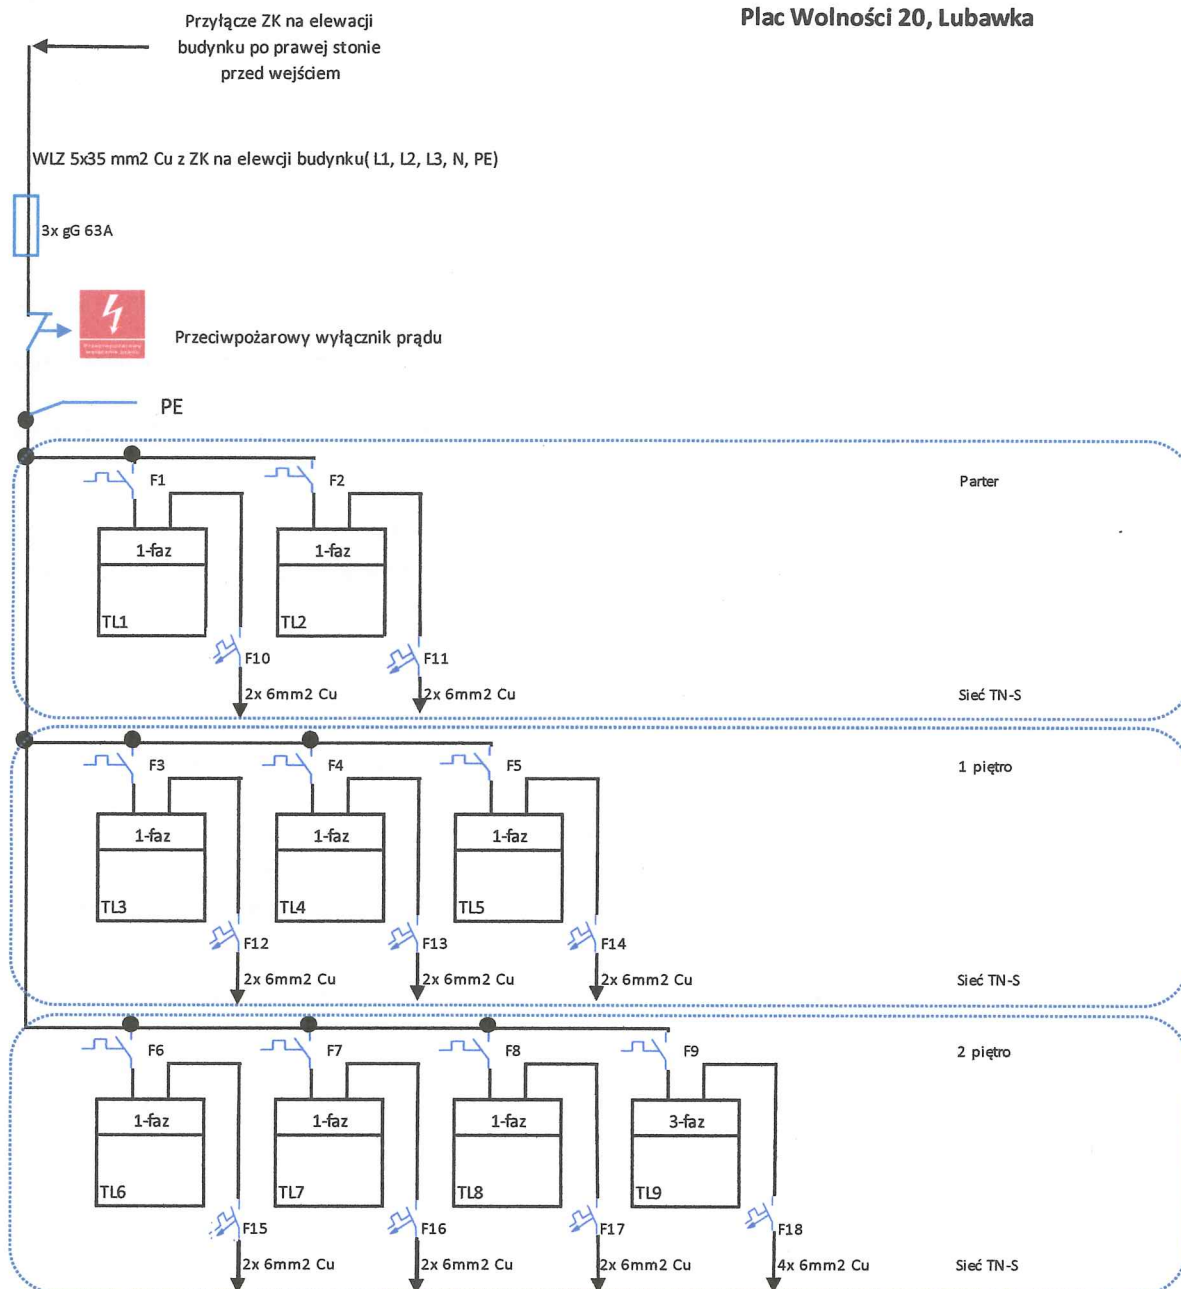 Plac Wolności 20, Lubawka
Przyłącze ZK na elewacji
budynku po prawej stonie
przed wejściem
WLZ 5x35 mm2 Cu z ZK na elewcji budynku( L1, L2, L3, N, PE)
3x gG 63A
Przeciwpożarowy wyłącznik prądu
Przeciwpożarowy
wyłącznik prądu
PE
F1
F2
Parter
1-faz
1-faz
TL1
TL2
F10
F11
2x 6mm2 Cu
2x 6mm2 Cu
Sieć TN-S
F3
F4
F5
1 piętro
1-faz
1-faz
1-faz
TL3
TL4
TL5
F12
F13
F14
2x 6mm2 Cu
2x 6mm2 Cu
2x 6mm2 Cu
Sieć TN-S
F6
F7
F8
F9
2 piętro
1-faz
1-faz
1-faz
3-faz
TL6
TL7
TL8
TL9
F15
F16
F17
F18
2x 6mm2 Cu
2x 6mm2 Cu
2x 6mm2 Cu
4x 6mm2 Cu
Sieć TN-S